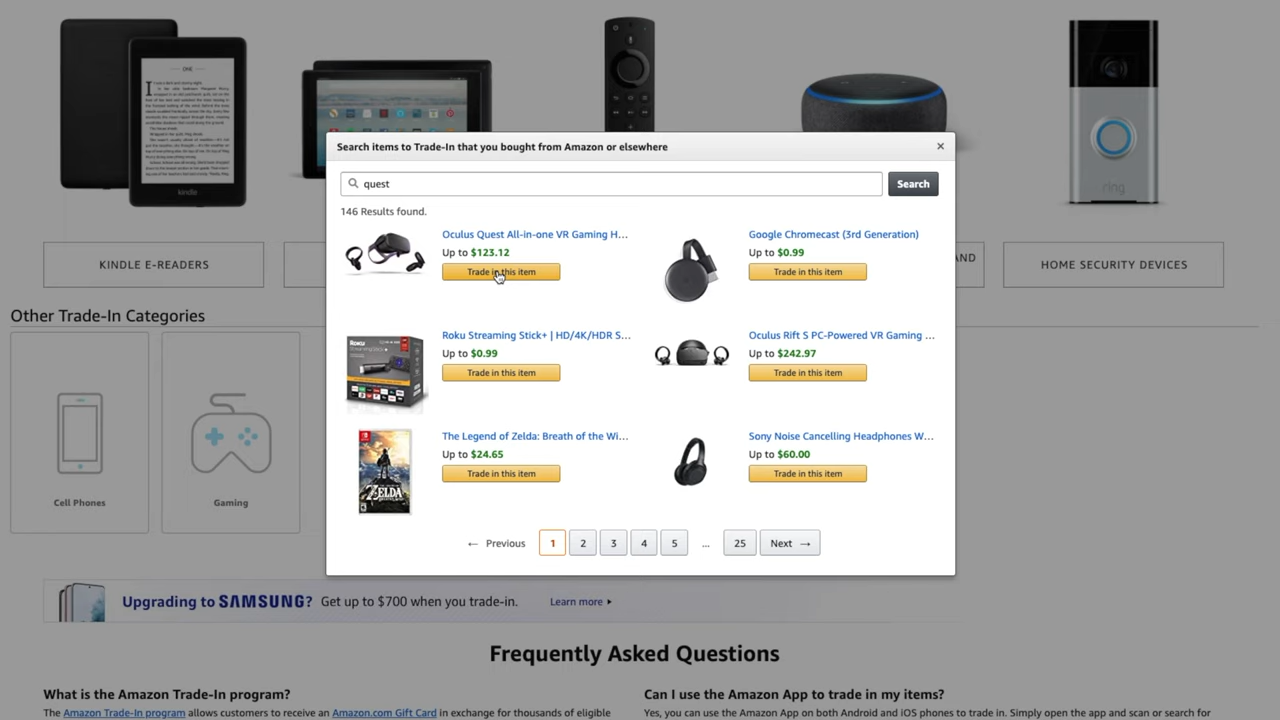 ONE
kindle
ring
Search items to Trade-In that you bought from Amazon or elsewhere
×
quest
Search
146 Results found.
Oculus Quest All-in-one VR Gaming H...
Up to $123.12
Trade in this item
Google Chromecast (3rd Generation)
Up to $0.99
Trade in this item
Roku Streaming Stick+ | HD/4K/HDR S...
Up to $0.99
Trade in this item
Oculus Rift S PC-Powered VR Gaming ...
Up to $242.97
Trade in this item
The Legend of Zelda: Breath of the Wi...
Up to $24.65
Trade in this item
Sony Noise Cancelling Headphones W...
Up to $60.00
Trade in this item
ZELDA
← Previous 1 2 3 4 5 ... 25 Next →
KINDLE E-READERS
AND
HOME SECURITY DEVICES
Other Trade-In Categories
Cell Phones
Gaming
Upgrading to SAMSUNG? Get up to $700 when you trade-in. Learn more ▸
Frequently Asked Questions
What is the Amazon Trade-In program?
The Amazon Trade-In program allows customers to receive an Amazon.com Gift Card in exchange for thousands of eligible
Can I use the Amazon App to trade in my items?
Yes, you can use the Amazon App on both Android and iOS phones to trade in. Simply open the app and scan or search for